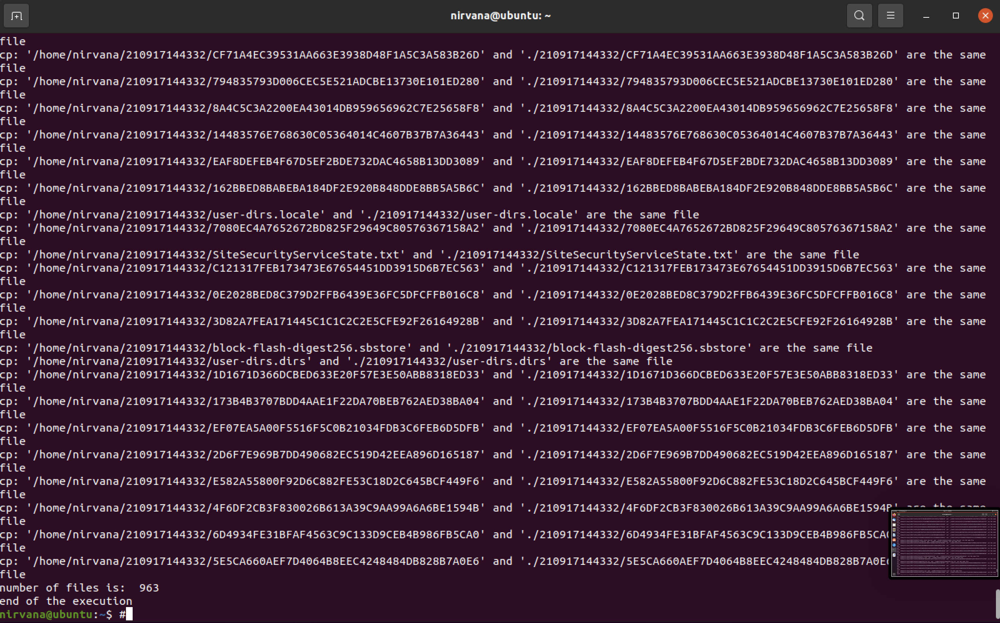 nirvana@ubuntu: ~
file
cp: '/home/nirvana/210917144332/CF71A4EC39531AA663E3938D48F1A5C3A583B26D' and './210917144332/CF71A4EC39531AA663E3938D48F1A5C3A583B26D' are the same
file
cp: '/home/nirvana/210917144332/794835793D006CEC5E521ADCBE13730E101ED280' and './210917144332/794835793D006CEC5E521ADCBE13730E101ED280' are the same
file
cp: '/home/nirvana/210917144332/8A4C5C3A2200EA43014DB959656962C7E25658F8' and './210917144332/8A4C5C3A2200EA43014DB959656962C7E25658F8' are the same
file
cp: '/home/nirvana/210917144332/14483576E768630C05364014C4607B37B7A36443' and './210917144332/14483576E768630C05364014C4607B37B7A36443' are the same
file
cp: '/home/nirvana/210917144332/EAF8DEFEB4F67D5EF2BDE732DAC4658B13DD3089' and './210917144332/EAF8DEFEB4F67D5EF2BDE732DAC4658B13DD3089' are the same
file
cp: '/home/nirvana/210917144332/162BBED8BABEBA184DF2E920B848DDE8BB5A5B6C' and './210917144332/162BBED8BABEBA184DF2E920B848DDE8BB5A5B6C' are the same
file
cp: '/home/nirvana/210917144332/user-dirs.locale' and './210917144332/user-dirs.locale' are the same file
cp: '/home/nirvana/210917144332/7080EC4A7652672BD825F29649C80576367158A2' and './210917144332/7080EC4A7652672BD825F29649C80576367158A2' are the same
file
cp: '/home/nirvana/210917144332/SiteSecurityServiceState.txt' and './210917144332/SiteSecurityServiceState.txt' are the same file
cp: '/home/nirvana/210917144332/C121317FEB173473E67654451DD3915D6B7EC563' and './210917144332/C121317FEB173473E67654451DD3915D6B7EC563' are the same
file
cp: '/home/nirvana/210917144332/0E2028BED8C379D2FFB6439E36FC5DFCFFB016C8' and './210917144332/0E2028BED8C379D2FFB6439E36FC5DFCFFB016C8' are the same
file
cp: '/home/nirvana/210917144332/3D82A7FEA171445C1C1C2C2E5CFE92F26164928B' and './210917144332/3D82A7FEA171445C1C1C2C2E5CFE92F26164928B' are the same
file
cp: '/home/nirvana/210917144332/block-flash-digest256.sbstore' and './210917144332/block-flash-digest256.sbstore' are the same file
cp: '/home/nirvana/210917144332/user-dirs.dirs' and './210917144332/user-dirs.dirs' are the same file
cp: '/home/nirvana/210917144332/1D1671D366DCBED633E20F57E3E50ABB8318ED33' and './210917144332/1D1671D366DCBED633E20F57E3E50ABB8318ED33' are the same
file
cp: '/home/nirvana/210917144332/173B4B3707BDD4AAE1F22DA70BEB762AED38BA04' and './210917144332/173B4B3707BDD4AAE1F22DA70BEB762AED38BA04' are the same
file
cp: '/home/nirvana/210917144332/EF07EA5A00F5516F5C0B21034FDB3C6FEB6D5DFB' and './210917144332/EF07EA5A00F5516F5C0B21034FDB3C6FEB6D5DFB' are the same
file
cp: '/home/nirvana/210917144332/2D6F7E969B7DD490682EC519D42EEA896D165187' and './210917144332/2D6F7E969B7DD490682EC519D42EEA896D165187' are the same
file
cp: '/home/nirvana/210917144332/E582A55800F92D6C882FE53C18D2C645BCF449F6' and './210917144332/E582A55800F92D6C882FE53C18D2C645BCF449F6' are the same
file
cp: '/home/nirvana/210917144332/4F6DF2CB3F830026B613A39C9AA99A6A6BE1594B' and './210917144332/4F6DF2CB3F830026B613A39C9AA99A6A6BE1594B' are the same
file
cp: '/home/nirvana/210917144332/6D4934FE31BFAF4563C9C133D9CEB4B986FB5CA0' and './210917144332/6D4934FE31BFAF4563C9C133D9CEB4B986FB5CA0
file
cp: '/home/nirvana/210917144332/5E5CA660AEF7D4064B8EEC4248484DB828B7A0E6' and './210917144332/5E5CA660AEF7D4064B8EEC4248484DB828B7A0E6
file
number of files is:  963
end of the execution
nirvana@ubuntu:~$ #